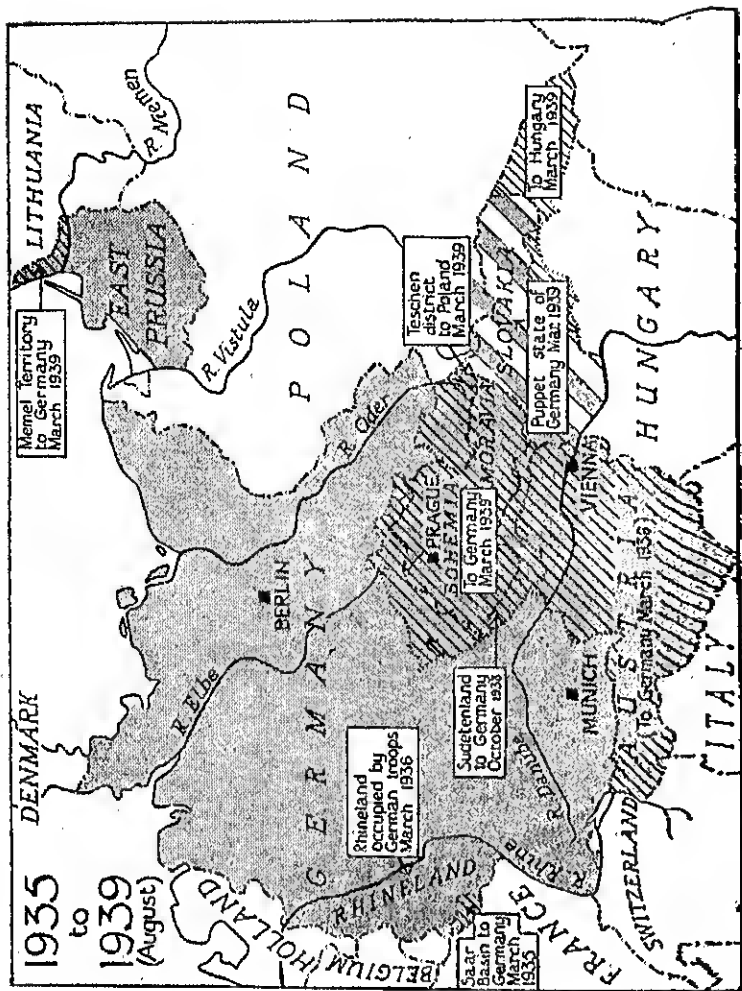 1935
to
1939
(August)
DENMARK
Memel Territory
to Germany
March 1939
LITHUANIA
R. Niemen
EAST
PRUSSIA
R. Vistula
POLAND
R. Elbe
BERLIN
GERMANY
R. Oder
HOLLAND
BELGIUM
Rhineland
occupied by
German troops
March 1936
RHINELAND
Saar
Basin to
Germany
March
1935
FRANCE
R. Rhine
R. Danube
Sudetenland
to Germany
October 1938
PRAGUE
BOHEMIA
To Germany
March 1939
MORAVIA
Teschen
district
to Poland
March 1939
SLOVAKIA
Puppet state of
Germany Mar 1939
To Hungary
March 1939
MUNICH
VIENNA
AUSTRIA
(To Germany March 1938)
HUNGARY
SWITZERLAND
ITALY